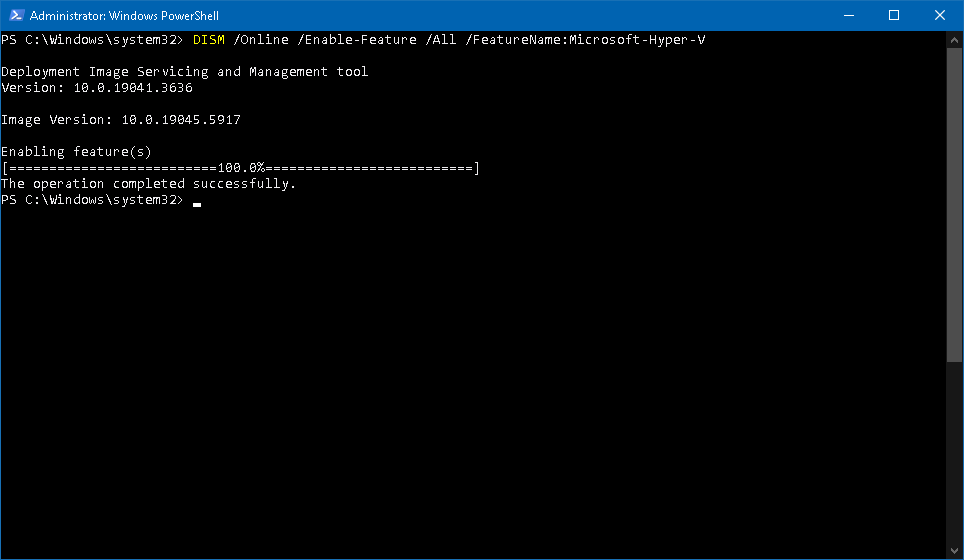 Administrator: Windows PowerShell
PS C:\Windows\system32> DISM /Online /Enable-Feature /All /FeatureName:Microsoft-Hyper-V
Deployment Image Servicing and Management tool
Version: 10.0.19041.3636
Image Version: 10.0.19045.5917
Enabling feature(s)
[==========================100.0%==========================]
The operation completed successfully.
PS C:\Windows\system32>